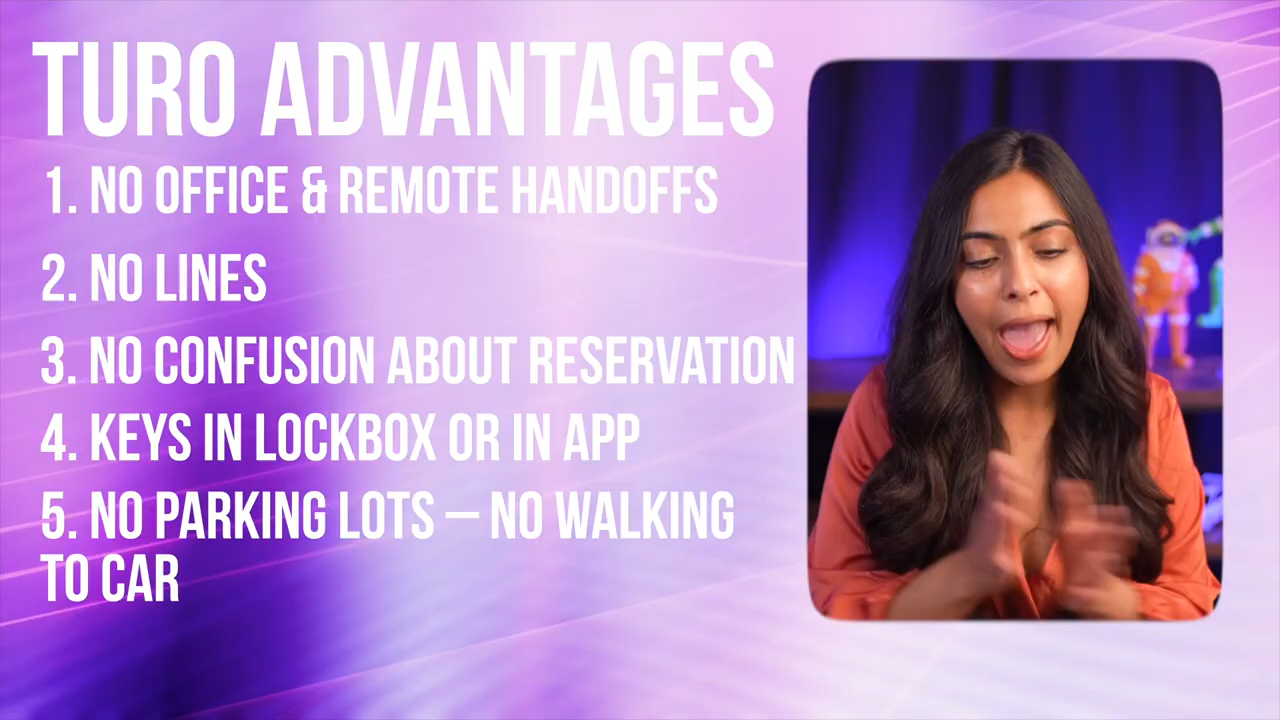 TURO ADVANTAGES
1. NO OFFICE & REMOTE HANDOFFS
2. NO LINES
3. NO CONFUSION ABOUT RESERVATION
4. KEYS IN LOCKBOX OR IN APP
5. NO PARKING LOTS – NO WALKING
TO CAR